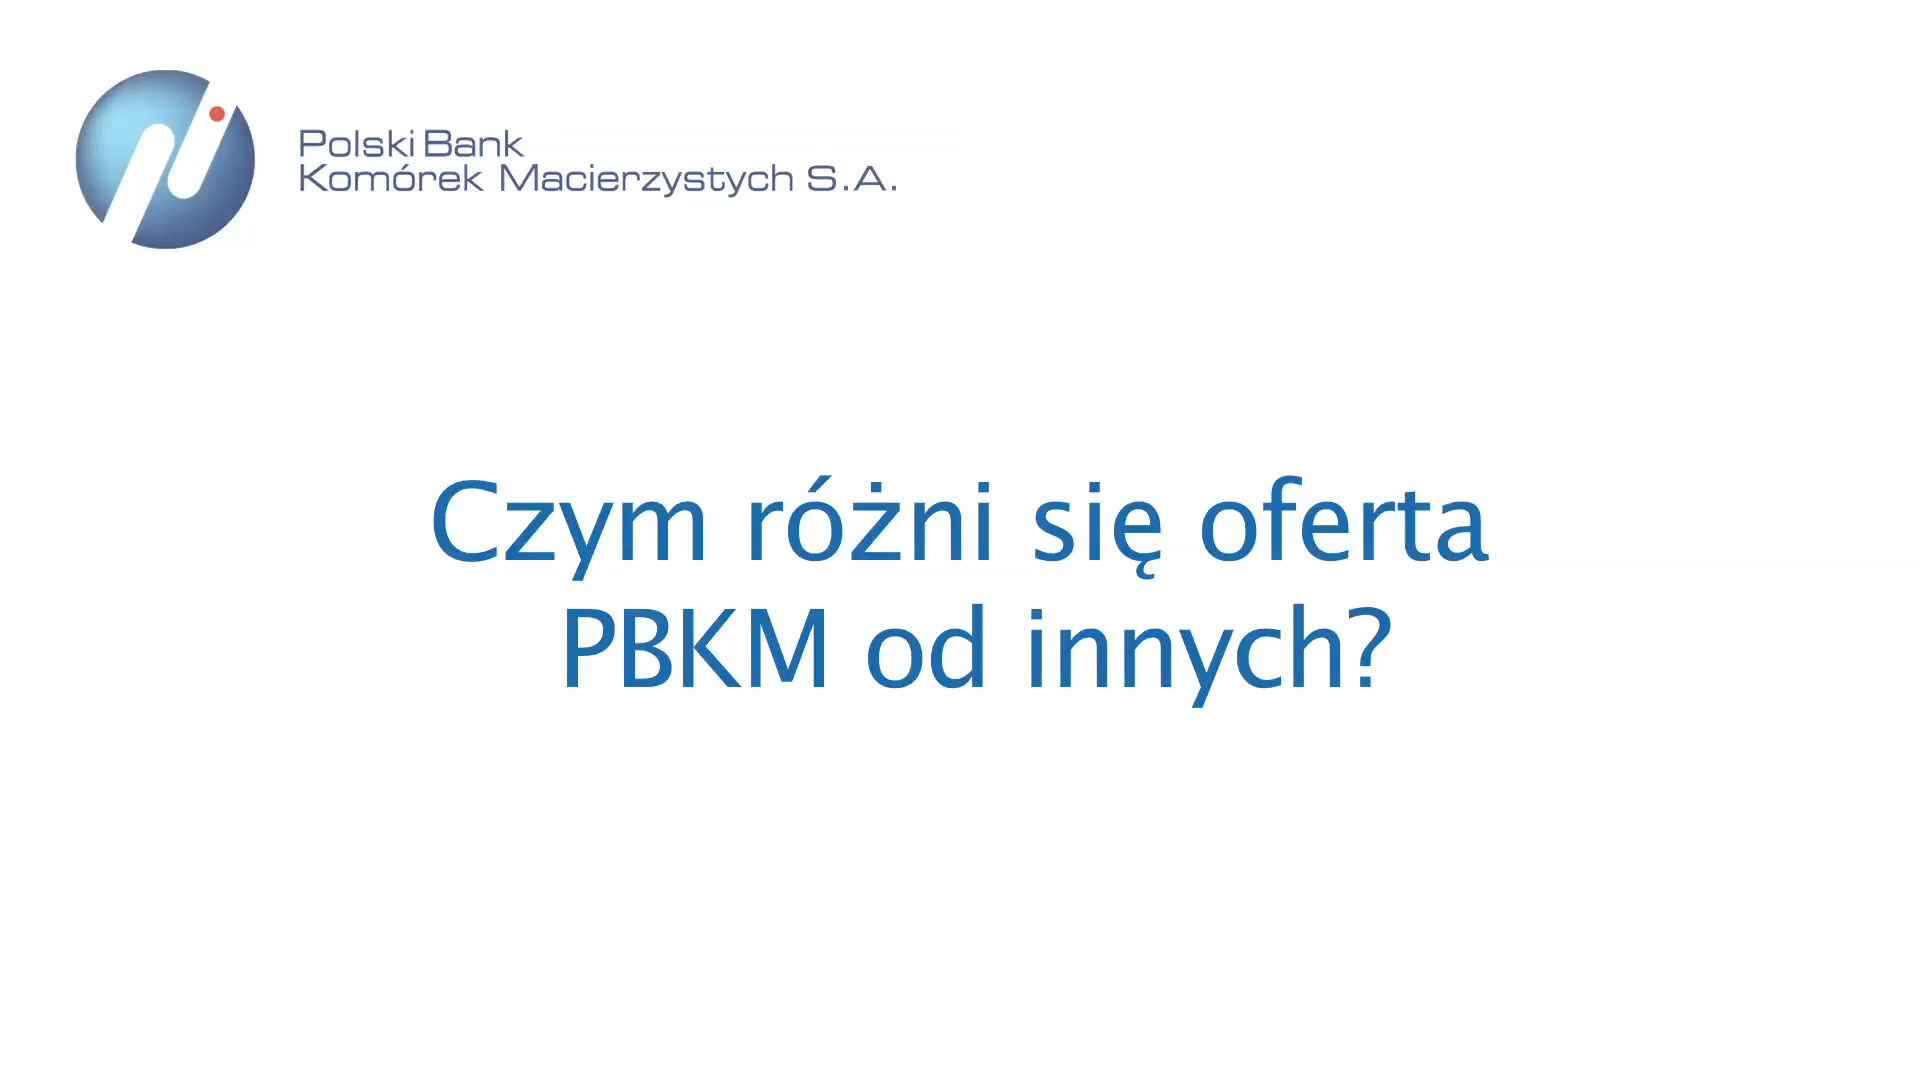 Polski Bank
Komórek Macierzystych S.A.
Czym różni się oferta
PBKM od innych?